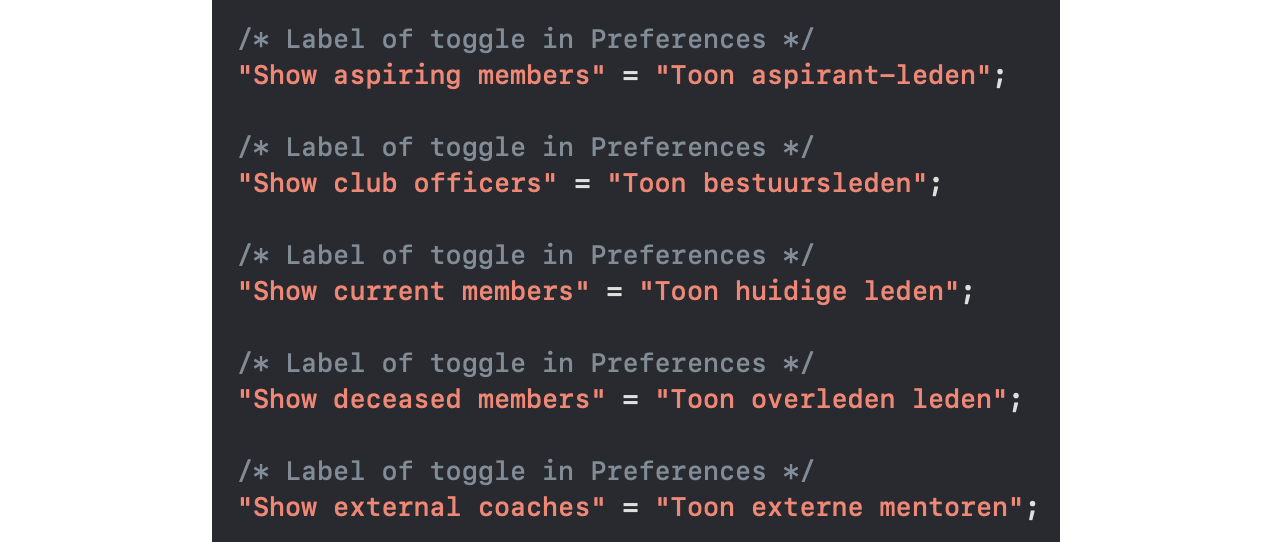 /* Label of toggle in Preferences */
"Show aspiring members" = "Toon aspirant-leden";
/* Label of toggle in Preferences */
"Show club officers" = "Toon bestuursleden";
/* Label of toggle in Preferences */
"Show current members" = "Toon huidige leden";
/* Label of toggle in Preferences */
"Show deceased members" = "Toon overleden leden";
/* Label of toggle in Preferences */
"Show external coaches" = "Toon externe mentoren";